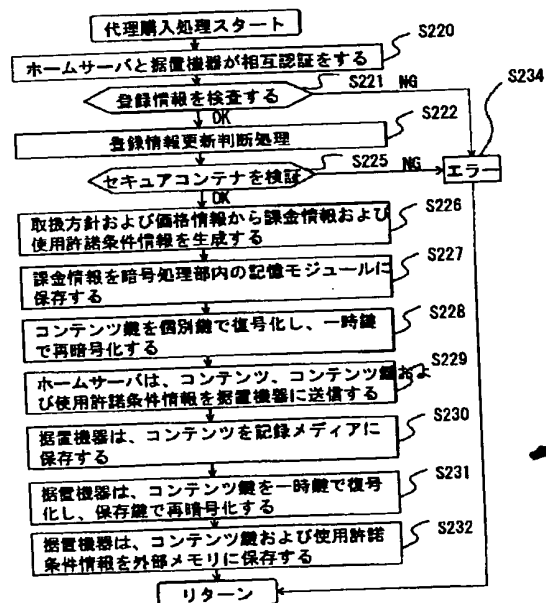 代理購入処理スタート
S220
ホームサーバと据置機器が相互認証をする
S221 NG
S234
登録情報を検査する
OK
S222
登録情報更新判断処理
S225 NG
セキュアコンテナを検証
エラー
OK
S226
取扱方針および価格情報から課金情報および
使用許諾条件情報を生成する
S227
課金情報を暗号処理部内の記憶モジュールに
保存する
S228
コンテンツ鍵を個別鍵で復号化し、一時鍵
で再暗号化する
S229
ホームサーバは、コンテンツ、コンテンツ鍵およ
び使用許諾条件情報を据置機器に送信する
S230
据置機器は、コンテンツを記録メディアに
保存する
S231
据置機器は、コンテンツ鍵を一時鍵で復号
化し、保存鍵で再暗号化する
S232
据置機器は、コンテンツ鍵および使用許諾
条件情報を外部メモリに保存する
リターン